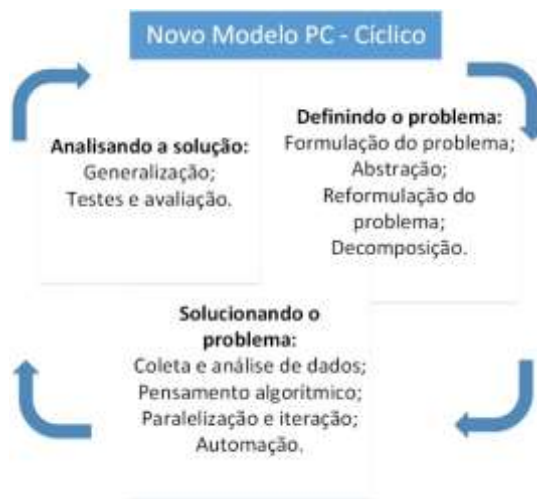 Novo Modelo PC - Cíclico
Definindo o problema:
Formulação do problema;
Abstração;
Reformulação do
problema;
Decomposição.
Solucionando o
problema:
Coleta e análise de dados;
Pensamento algorítmico;
Paralelização e iteração;
Automação.
Analisando a solução:
Generalização;
Testes e avaliação.